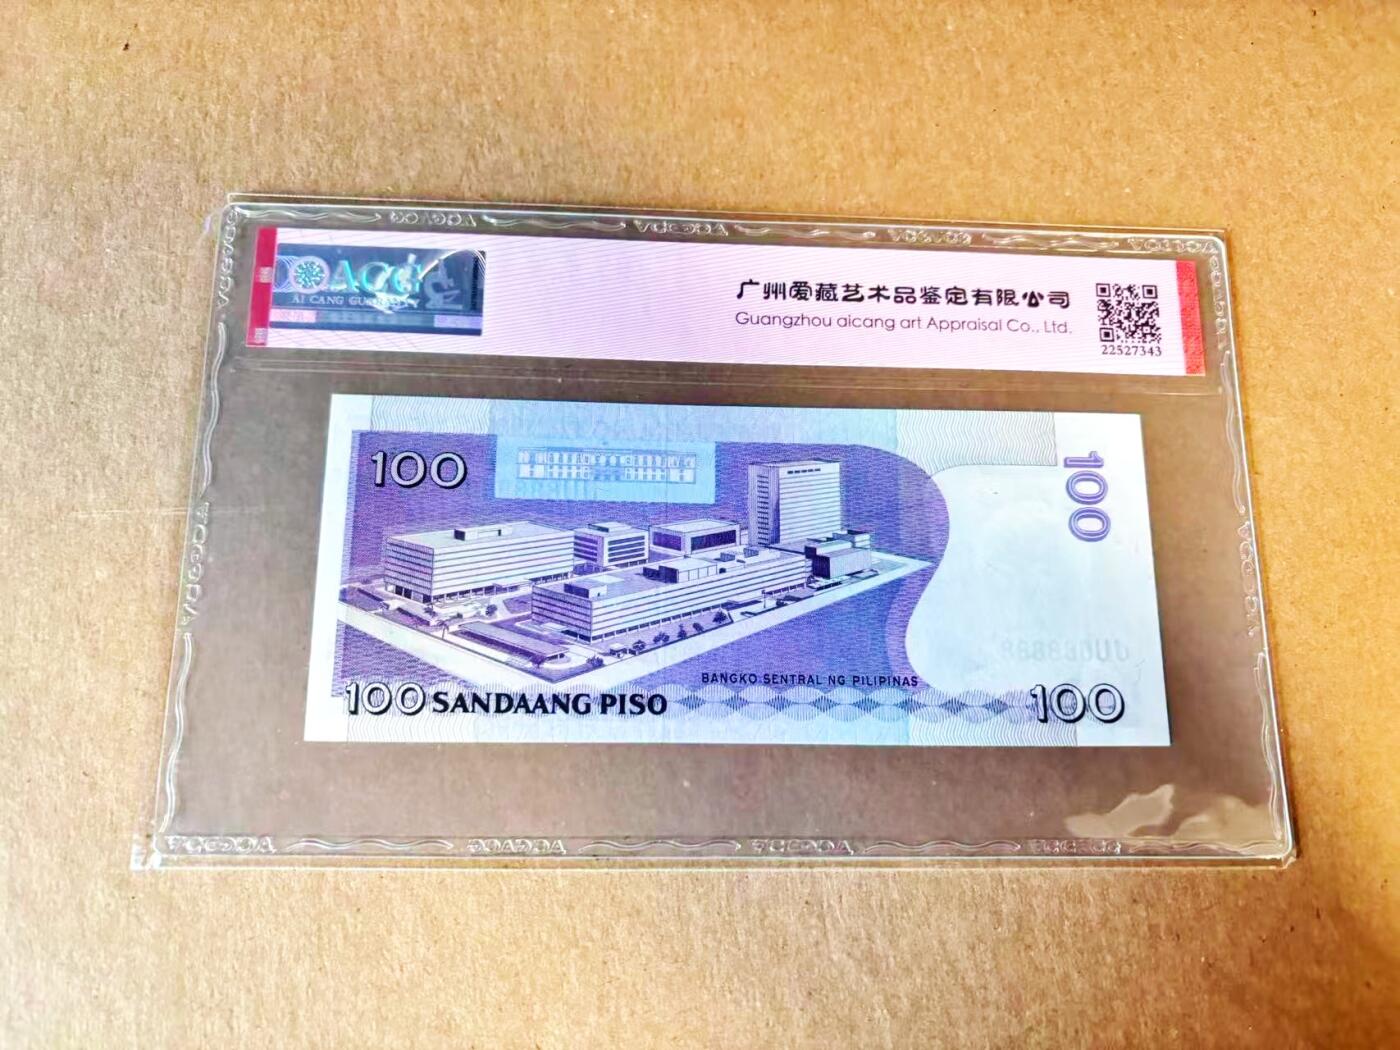 ACG
AI CANG GUARANTY
广州爱藏艺术品鉴定有限公司
Guangzhou aicang art Appraisal Co., Ltd.
22527343
100
100
BANGKO SENTRAL NG PILIPINAS
100 SANDAANG PISO
100